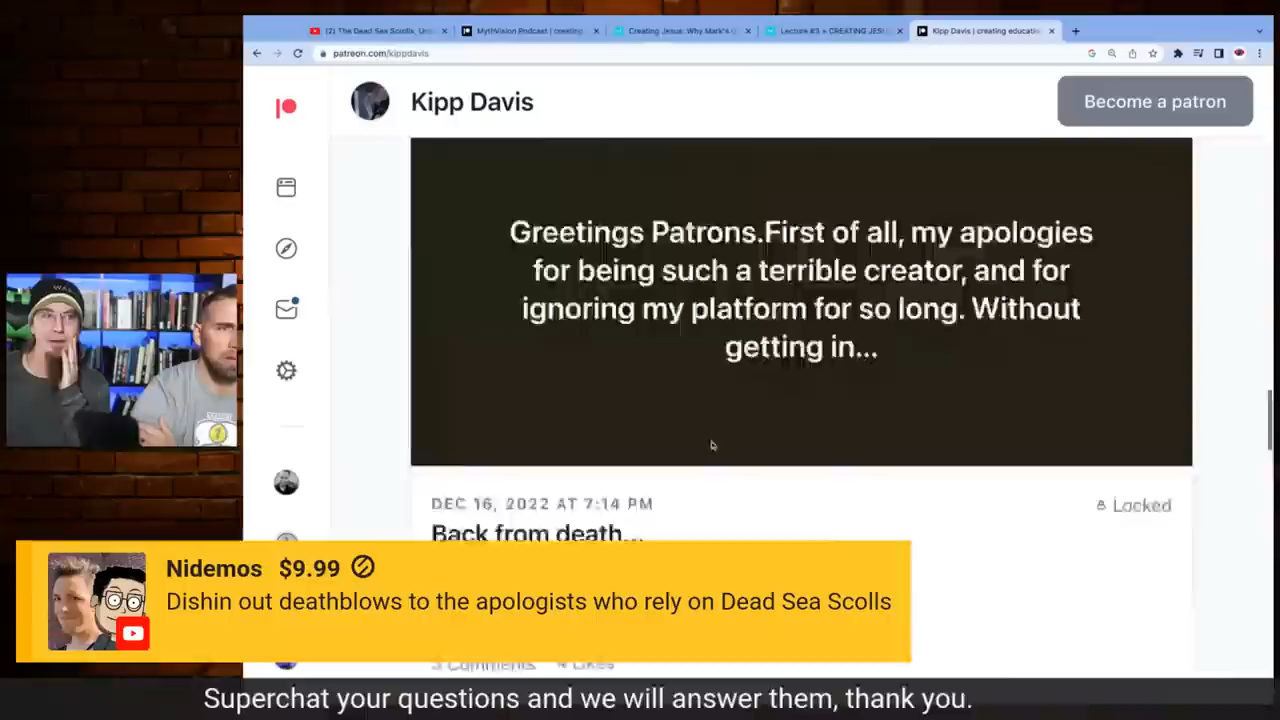 (2) The Dead Sea Scrolls,
MythVision Podcast | creating
Creating Jesus: Why Mark's
Lecture #3 » CREATING
Kipp Davis | creating educatio
patreon.com/kippdavis
Kipp Davis
Become a patron
Greetings Patrons.First of all, my apologies
for being such a terrible creator, and for
ignoring my platform for so long. Without
getting in...
DEC 16, 2022 AT 7:14 PM
Locked
Back from death...
Nidemos $9.99
Dishin out deathblows to the apologists who rely on Dead Sea Scolls
3 Comments 4 Likes
Superchat your questions and we will answer them, thank you.